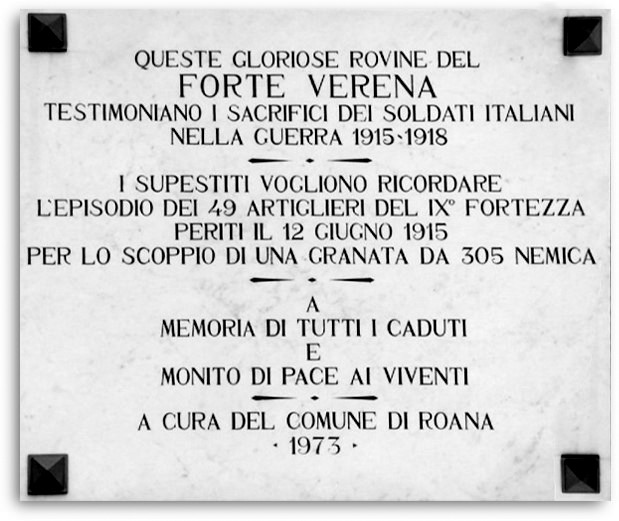 QUESTE GLORIOSE ROVINE DEL
FORTE VERENA
TESTIMONIANO I SACRIFICI DEI SOLDATI ITALIANI
NELLA GUERRA 1915-1918
I SUPESTITI VOGLIONO RICORDARE
L'EPISODIO DEI 49 ARTIGLIERI DEL IX° FORTEZZA
PERITI IL 12 GIUGNO 1915
PER LO SCOPPIO DI UNA GRANATA DA 305 NEMICA
A
MEMORIA DI TUTTI I CADUTI
E
MONITO DI PACE AI VIVENTI
A CURA DEL COMUNE DI ROANA
· 1973 ·